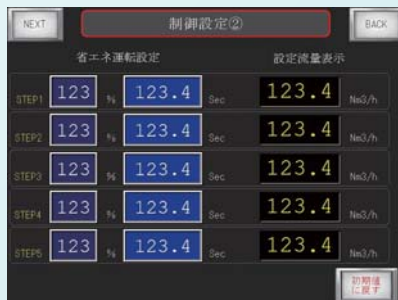 NEXT 制御設定② BACK
省エネ運転設定 設定流量表示
STEP1 123 % 123.4 Sec 123.4 Nm3/h
STEP2 123 % 123.4 Sec 123.4 Nm3/h
STEP3 123 % 123.4 Sec 123.4 Nm3/h
STEP4 123 % 123.4 Sec 123.4 Nm3/h
STEP5 123 % 123.4 Sec 123.4 Nm3/h
初期値
に戻す